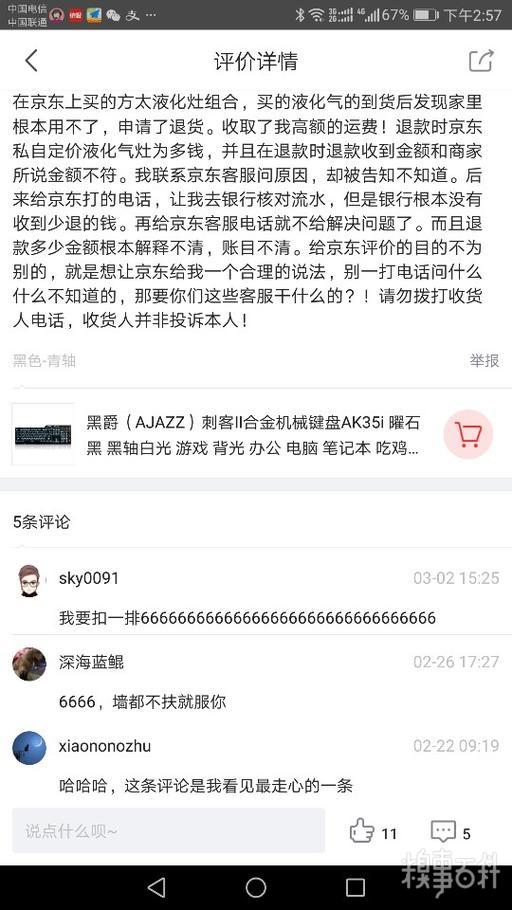 中国电信
中国联通
3G
2G
4G
67%
下午2:57
评价详情
在京东上买的方太液化灶组合，买的液化气的到货后发现家里
根本用不了，申请了退货。收取了我高额的运费！退款时京东
私自定价液化气灶为多钱，并且在退款时退款收到金额和商家
所说金额不符。我联系京东客服问原因，却被告知不知道。后
来给京东打的电话，让我去银行核对流水，但是银行根本没有
收到少退的钱。再给京东客服电话就不给解决问题了。而且退
款多少金额根本解释不清，账目不清。给京东评价的目的不为
别的，就是想让京东给我一个合理的说法，别一打电话问什么
什么不知道的，那要你们这些客服干什么的？！请勿拨打收货
人电话，收货人并非投诉本人！
黑色-青轴 举报
黑爵（AJAZZ）刺客II合金机械键盘AK35i 曜石
黑 黑轴白光 游戏 背光 办公 电脑 笔记本 吃鸡...
5条评论
sky0091 03-02 15:25
我要扣一排666666666666666666666666666666666
深海蓝鲲 02-26 17:27
6666，墙都不扶就服你
xiaononozhu 02-22 09:19
哈哈哈，这条评论是我看见最走心的一条
说点什么呗~ 11 5
糗事百科